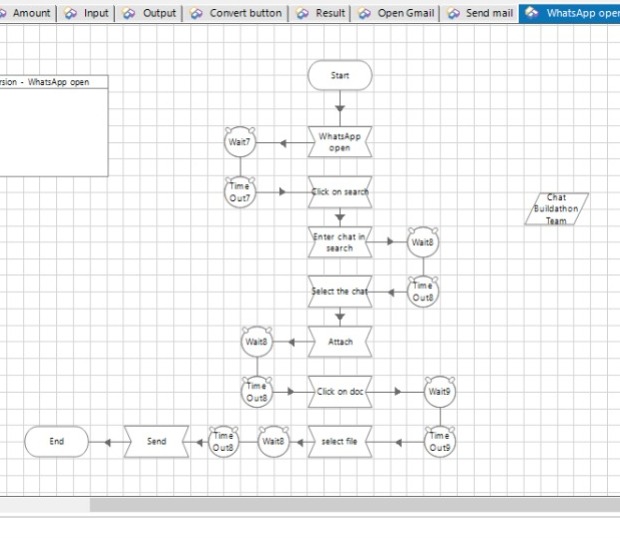 Amount Input Output Convert button Result Open Gmail Send mail WhatsApp open
sion - WhatsApp open
Start
Wait7
WhatsApp
open
Time
Out7
Click on search
Chat
Buildathon
Team
Enter chat in
search
Wait8
Select the chat
Time
Out8
Wait8
Attach
Time
Out8
Click on doc
Wait9
End
Send
Time
Out8
Wait8
select file
Time
Out9